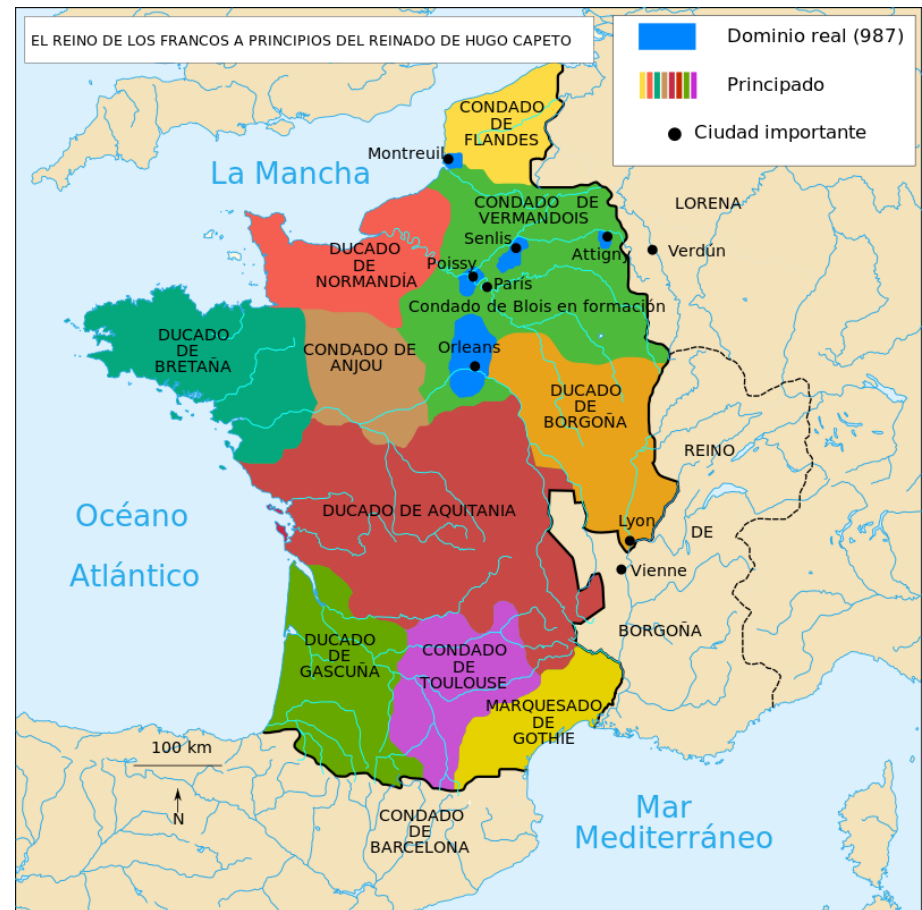 EL REINO DE LOS FRANCOS A PRINCIPIOS DEL REINADO DE HUGO CAPETO
Dominio real (987)
Principado
Ciudad importante
CONDADO
DE
FLANDES
Montreuil
La Mancha
CONDADO DE
VERMANDOIS
LORENA
Senlis
Attigny
Verdún
DUCADO
DE
NORMANDÍA
Poissy
París
Condado de Blois en formación
DUCADO
DE
BRETAÑA
CONDADO DE
ANJOU
Orleans
DUCADO
DE
BORGOÑA
REINO
DE
BORGOÑA
Océano
Atlántico
DUCADO DE AQUITANIA
Lyon
Vienne
DUCADO
DE
GASCUÑA
CONDADO
DE
TOULOUSE
MARQUESADO
DE
GOTHIE
100 km
N
CONDADO
DE
BARCELONA
Mar
Mediterráneo